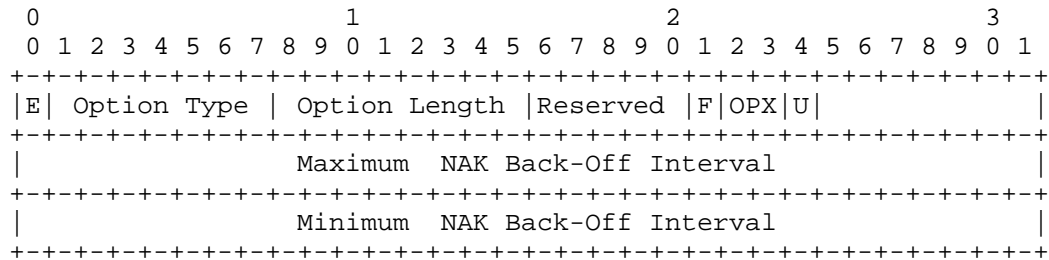 0                   1                   2                   3
 0 1 2 3 4 5 6 7 8 9 0 1 2 3 4 5 6 7 8 9 0 1 2 3 4 5 6 7 8 9 0 1
+-+-+-+-+-+-+-+-+-+-+-+-+-+-+-+-+-+-+-+-+-+-+-+-+-+-+-+-+-+-+-+-+
|E| Option Type | Option Length |Reserved |F|OPX|U|             |
+-+-+-+-+-+-+-+-+-+-+-+-+-+-+-+-+-+-+-+-+-+-+-+-+-+-+-+-+-+-+-+-+
|                 Maximum  NAK Back-Off Interval                |
+-+-+-+-+-+-+-+-+-+-+-+-+-+-+-+-+-+-+-+-+-+-+-+-+-+-+-+-+-+-+-+-+
|                 Minimum  NAK Back-Off Interval                |
+-+-+-+-+-+-+-+-+-+-+-+-+-+-+-+-+-+-+-+-+-+-+-+-+-+-+-+-+-+-+-+-+